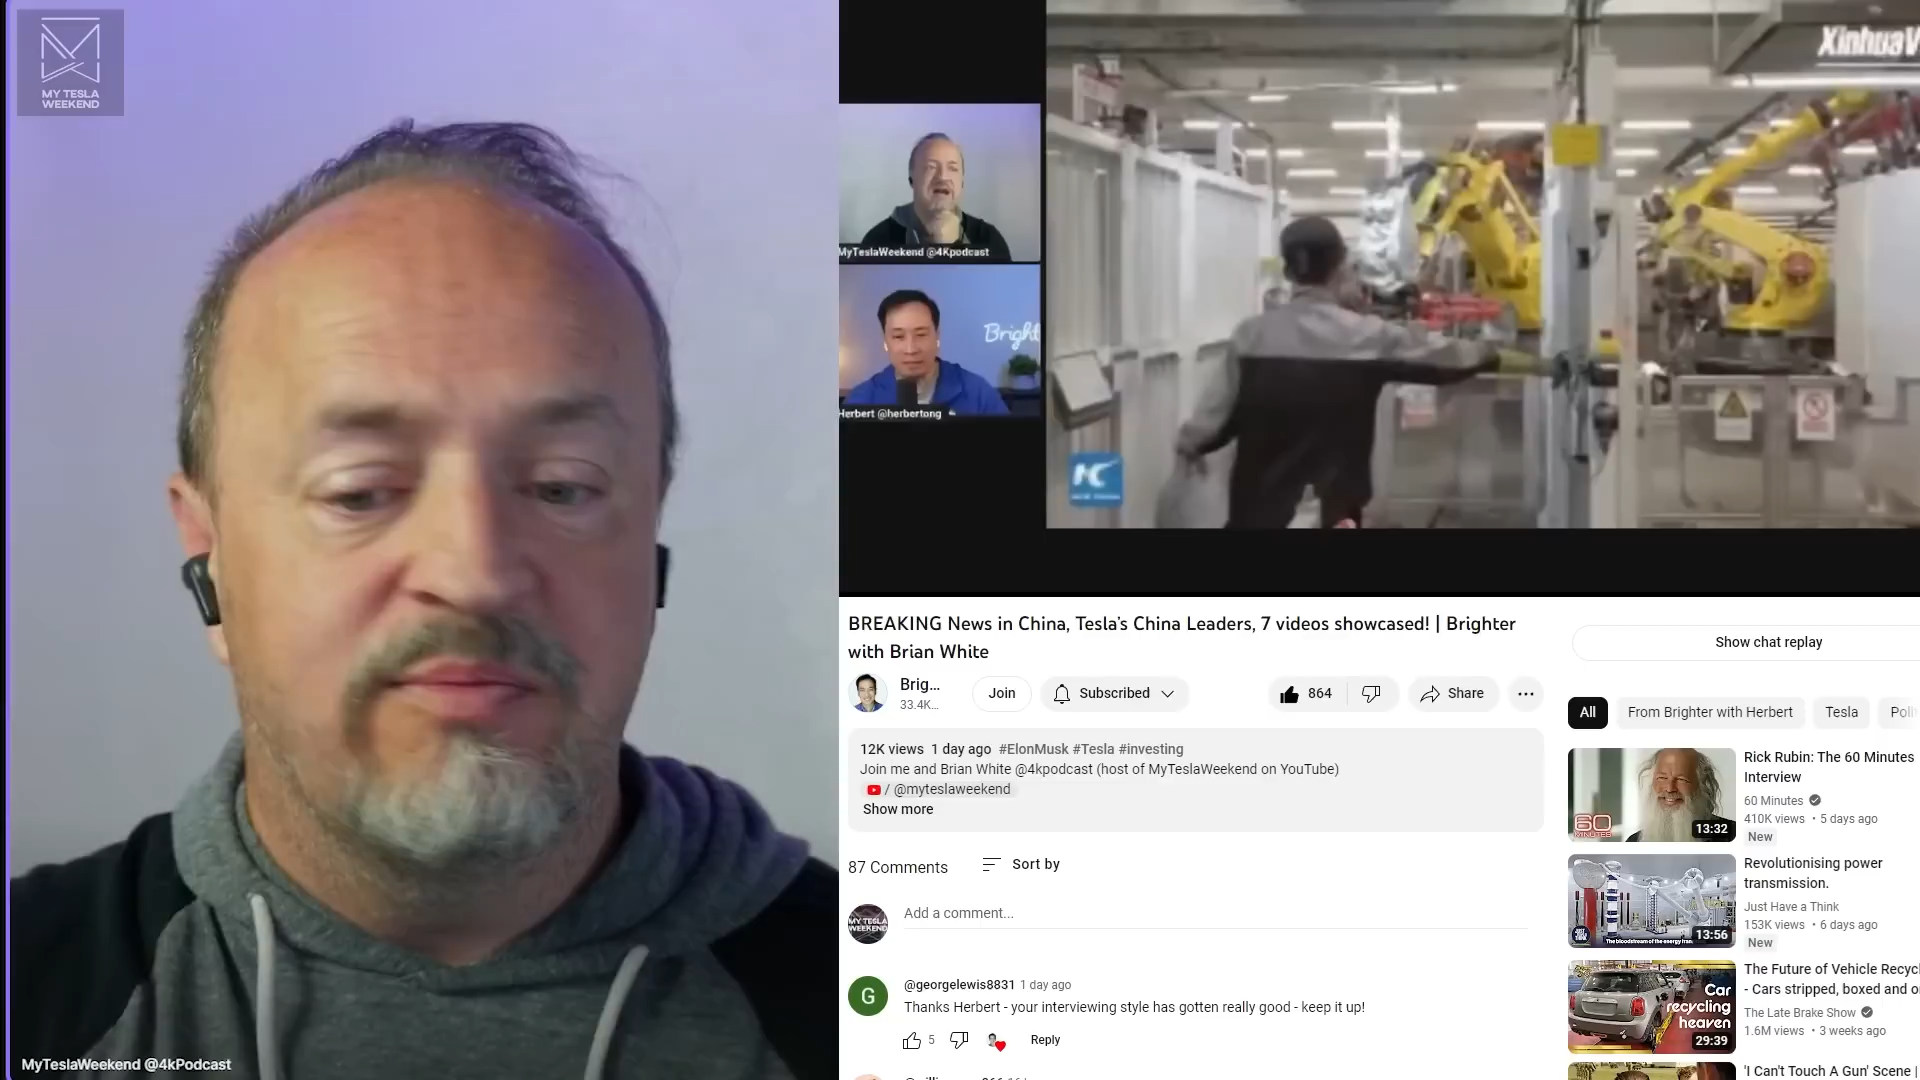 MY TESLA
WEEKEND
MyTeslaWeekend @4kPodcast
MyTeslaWeekend @4Kpodcast
Bright
Herbert @herbertong
XinhuaV
BREAKING News in China, Tesla's China Leaders, 7 videos showcased! | Brighter
with Brian White
Brig...
33.4K...
Join
Subscribed
864
Share
12K views 1 day ago #ElonMusk #Tesla #investing
Join me and Brian White @4kpodcast (host of MyTeslaWeekend on YouTube)
/ @myteslaweekend
Show more
87 Comments
Sort by
MY TESLA
WEEKEND
Add a comment...
G
@georgelewis8831 1 day ago
Thanks Herbert - your interviewing style has gotten really good - keep it up!
5
Reply
Show chat replay
All
From Brighter with Herbert
Tesla
Poli
60
MINUTES
13:32
Rick Rubin: The 60 Minutes
Interview
60 Minutes
410K views • 5 days ago
New
13:56
Revolutionising power
transmission.
Just Have a Think
153K views • 6 days ago
New
Car
recycling
heaven
29:39
The Future of Vehicle Recyc
- Cars stripped, boxed and o
The Late Brake Show
1.6M views • 3 weeks ago
'I Can't Touch A Gun' Scene |